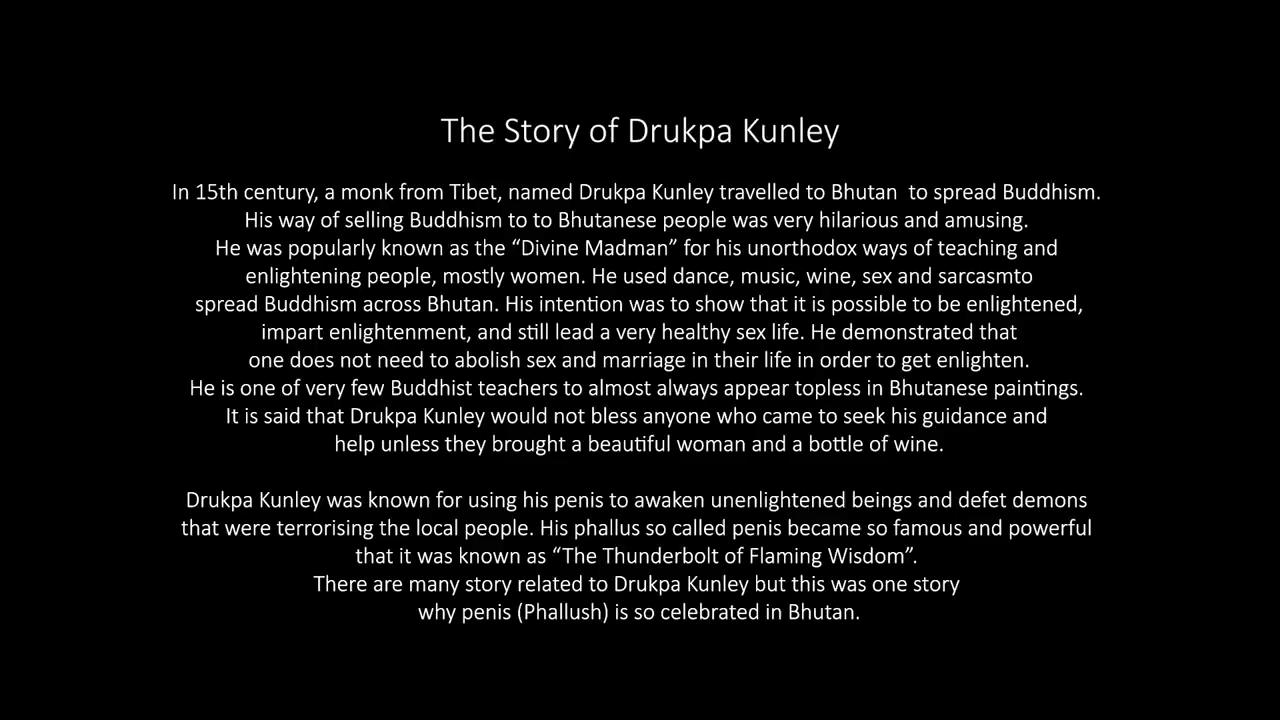 The Story of Drukpa Kunley
In 15th century, a monk from Tibet, named Drukpa Kunley travelled to Bhutan  to spread Buddhism.
His way of selling Buddhism to to Bhutanese people was very hilarious and amusing.
He was popularly known as the “Divine Madman” for his unorthodox ways of teaching and
enlightening people, mostly women. He used dance, music, wine, sex and sarcasmto
spread Buddhism across Bhutan. His intention was to show that it is possible to be enlightened,
impart enlightenment, and still lead a very healthy sex life. He demonstrated that
one does not need to abolish sex and marriage in their life in order to get enlighten.
He is one of very few Buddhist teachers to almost always appear topless in Bhutanese paintings.
It is said that Drukpa Kunley would not bless anyone who came to seek his guidance and
help unless they brought a beautiful woman and a bottle of wine.
Drukpa Kunley was known for using his penis to awaken unenlightened beings and defet demons
that were terrorising the local people. His phallus so called penis became so famous and powerful
that it was known as “The Thunderbolt of Flaming Wisdom”.
There are many story related to Drukpa Kunley but this was one story
why penis (Phallush) is so celebrated in Bhutan.